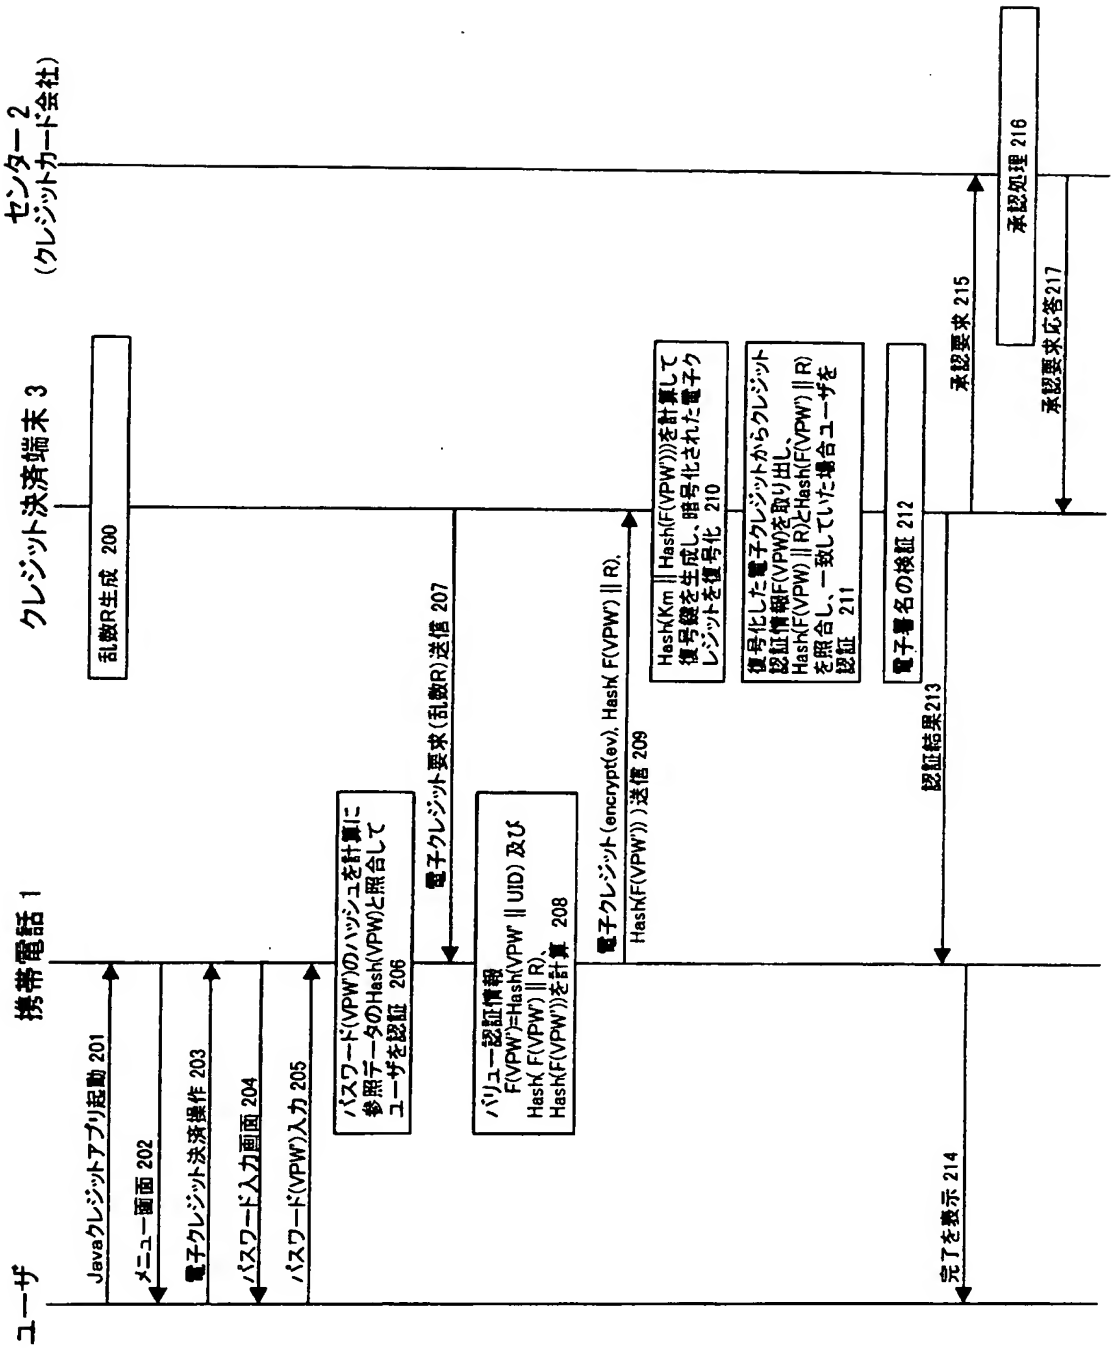 ユーザ
携帯電話 1
クレジット決済端末 3
センター 2
(クレジットカード会社)
乱数R生成 200
Javaクレジットアプリ起動 201
メニュー画面 202
電子クレジット決済操作 203
パスワード入力画面 204
パスワード(VPW')入力 205
パスワード(VPW')のハッシュを計算に
参照データのHash(VPW)と照合して
ユーザを認証 206
電子クレジット要求(乱数R)送信 207
バリュー認証情報
F(VPW')=Hash(VPW' || UID) 及び
Hash( F(VPW') || R)、
Hash(F(VPW'))を計算 208
電子クレジット(encrypt(ev), Hash( F(VPW') || R),
Hash(F(VPW')) )送信 209
Hash(Km || Hash(F(VPW')))を計算して
復号鍵を生成し、暗号化された電子ク
レジットを復号化 210
復号化した電子クレジットからクレジット
認証情報F(VPW)を取り出し、
Hash(F(VPW) || R)とHash(F(VPW') || R)
を照合し、一致していた場合ユーザを
認証 211
電子署名の検証 212
認証結果213
完了を表示 214
承認要求 215
承認処理 216
承認要求応答217